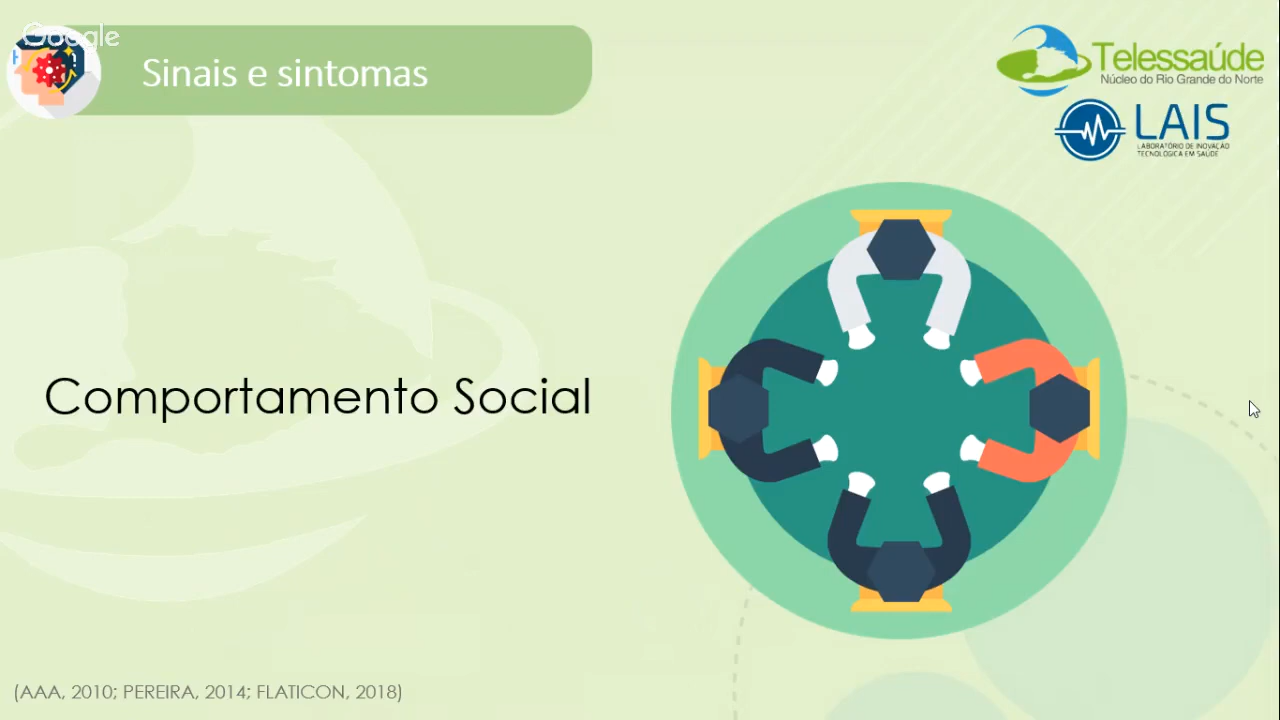 Google
Sinais e sintomas
Telessaúde
Núcleo do Rio Grande do Norte
LAIS
LABORATÓRIO DE INOVAÇÃO
TECNOLÓGICA EM SAÚDE
Comportamento Social
(AAA, 2010; PEREIRA, 2014; FLATICON, 2018)